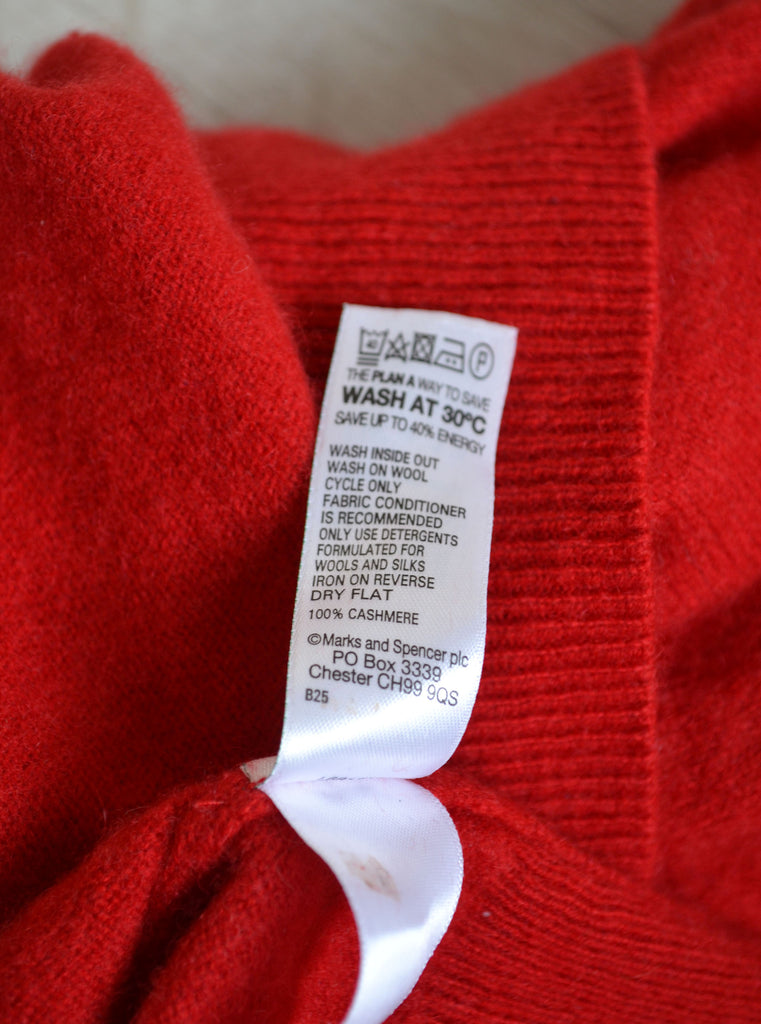 40 P
THE PLAN A WAY TO SAVE
WASH AT 30°C
SAVE UP TO 40% ENERGY
WASH INSIDE OUT
WASH ON WOOL
CYCLE ONLY
FABRIC CONDITIONER
IS RECOMMENDED
ONLY USE DETERGENTS
FORMULATED FOR
WOOLS AND SILKS
IRON ON REVERSE
DRY FLAT
100% CASHMERE
©Marks and Spencer plc
PO Box 3339
Chester CH99 9QS
B25